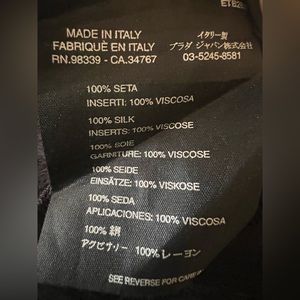 MADE IN ITALY
FABRIQUÉ EN ITALY
RN.98339 - CA.34767
イタリー製
プラダ ジャパン株式会社
03-5245-8581
100% SETA
INSERTI: 100% VISCOSA
100% SILK
INSERTS: 100% VISCOSE
100% SOIE
GARNITURE: 100% VISCOSE
100% SEIDE
EINSÄTZE: 100% VISKOSE
100% SEDA
APLICACIONES: 100% VISCOSA
100% 絹
アクセサリー 100% レーヨン
SEE REVERSE FOR CARE